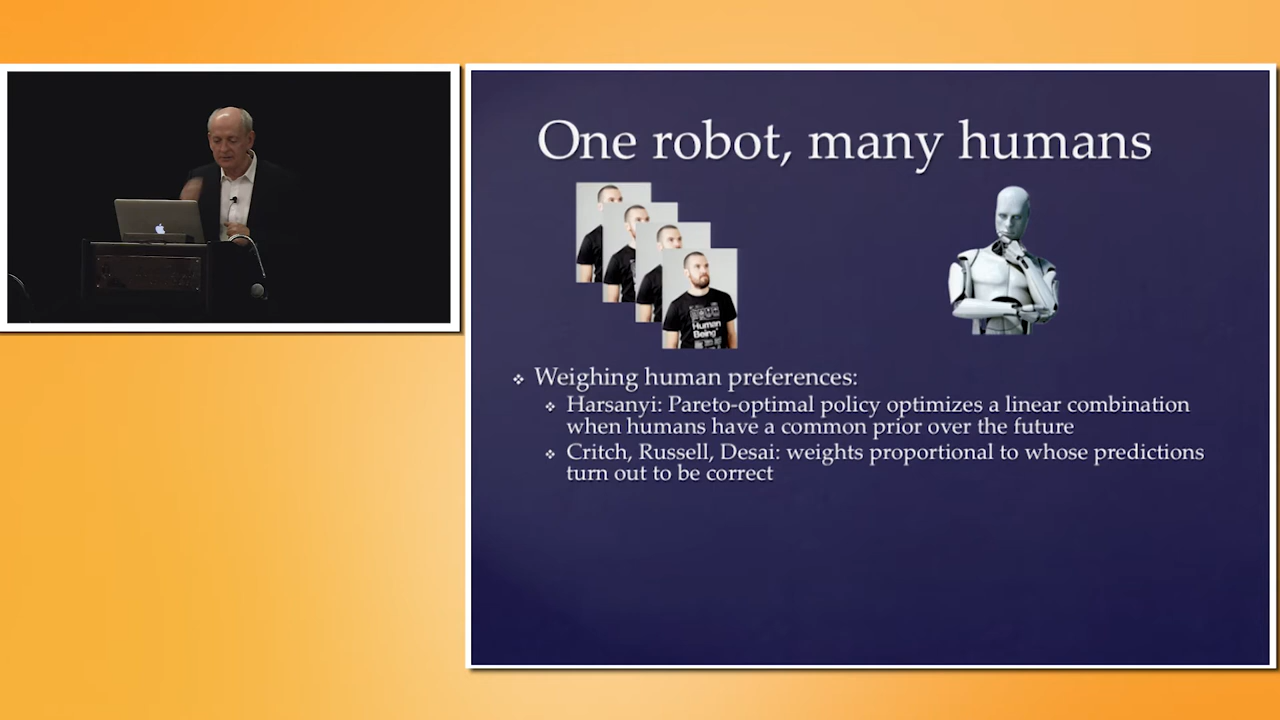 One robot, many humans
Human
Being
Weighing human preferences:
Harsanyi: Pareto-optimal policy optimizes a linear combination
when humans have a common prior over the future
Critch, Russell, Desai: weights proportional to whose predictions
turn out to be correct